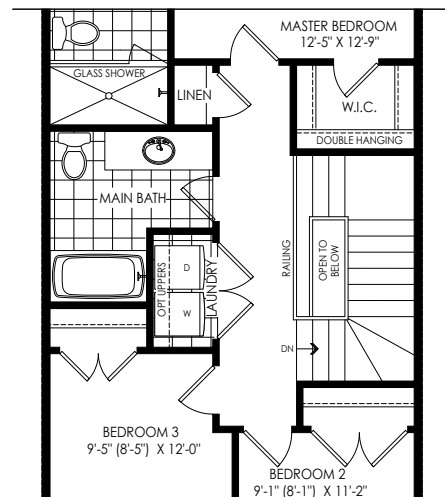 MASTER BEDROOM
12'-5" X 12'-9"
GLASS SHOWER
LINEN
W.I.C.
DOUBLE HANGING
MAIN BATH
OPT UPPERS
D
W
LAUNDRY
RAILING
OPEN TO
BELOW
DN
BEDROOM 3
9'-5" (8'-5") X 12'-0"
BEDROOM 2
9'-1" (8'-1") X 11'-2"